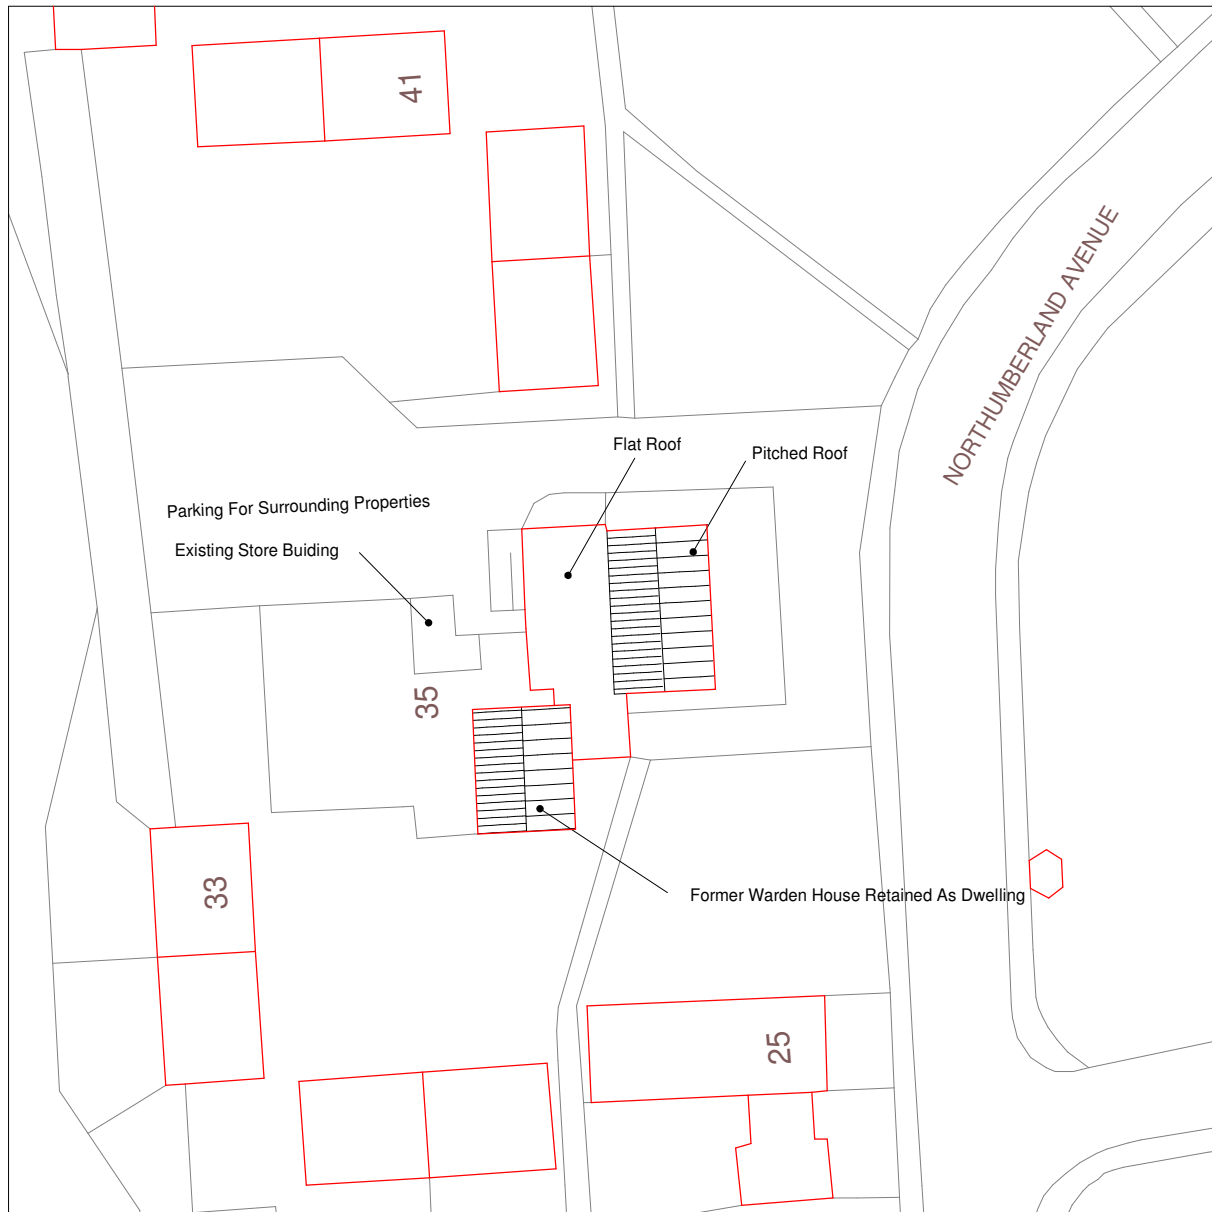 41
NORTHUMBERLAND AVENUE
Flat Roof
Pitched Roof
Parking For Surrounding Properties
Existing Store Buiding
35
33
Former Warden House Retained As Dwelling
25